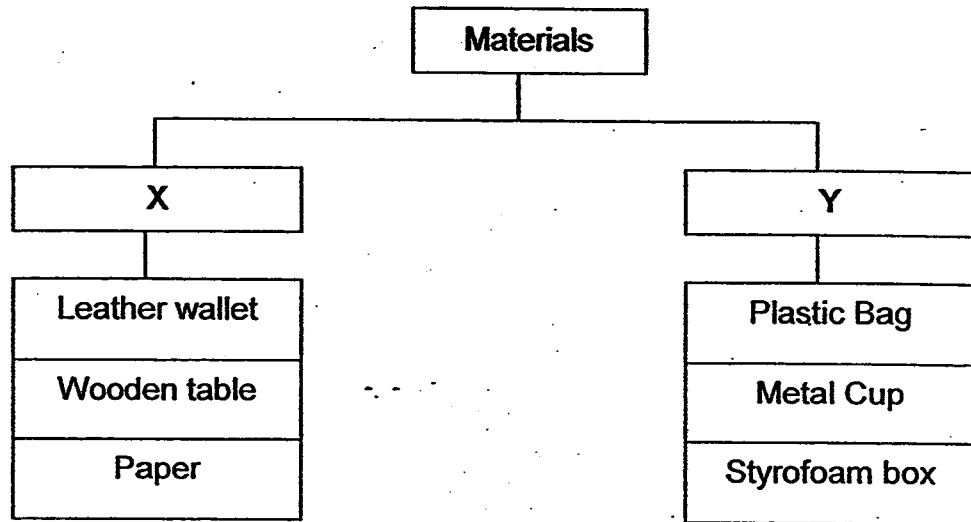 Materials
X
Y
Leather wallet
Wooden table
Paper
Plastic Bag
Metal Cup
Styrofoam box